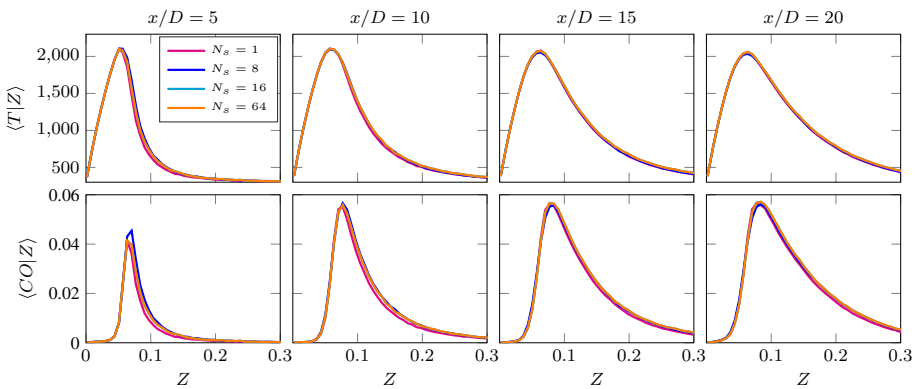 x/D = 5 x/D = 10 x/D = 15 x/D = 20
2,000
1,500
1,000
500
⟨T|Z⟩
N_s = 1
N_s = 8
N_s = 16
N_s = 64
0.06
0.04
0.02
0
⟨CO|Z⟩
0 0.1 0.2 0.3 0.1 0.2 0.3 0.1 0.2 0.3 0.1 0.2 0.3
Z Z Z Z